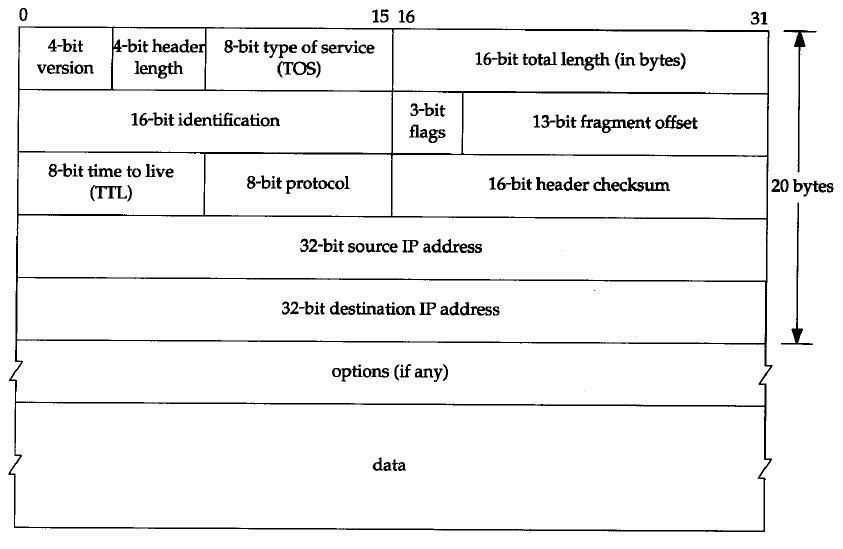 0 15 16 31
4-bit version
4-bit header length
8-bit type of service (TOS)
16-bit total length (in bytes)
16-bit identification
3-bit flags
13-bit fragment offset
8-bit time to live (TTL)
8-bit protocol
16-bit header checksum
20 bytes
32-bit source IP address
32-bit destination IP address
options (if any)
data